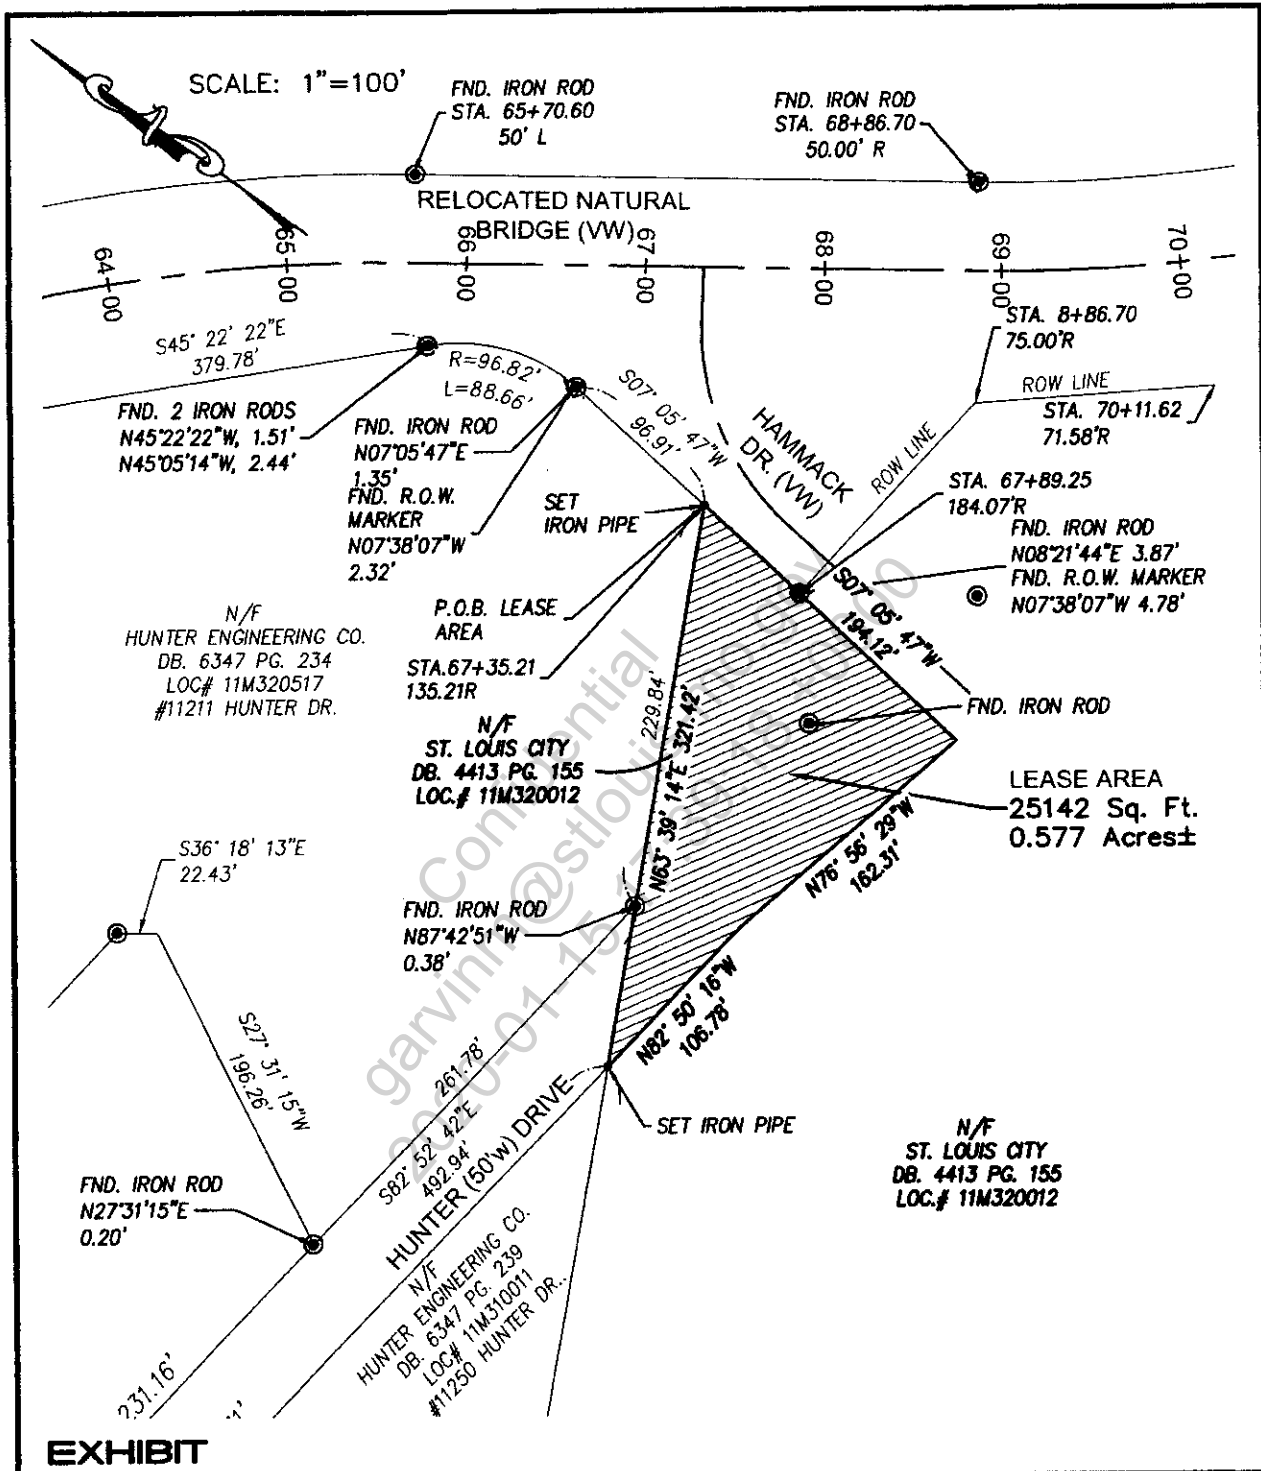 SCALE: 1"=100'
FND. IRON ROD
STA. 65+70.60
50' L
FND. IRON ROD
STA. 68+86.70
50.00' R
RELOCATED NATURAL
BRIDGE (VW)
64+00
65+00
66+00
67+00
68+00
69+00
70+00
S45° 22' 22"E
379.78'
R=96.82'
L=88.66'
S07° 05' 47"W
96.91'
HAMMACK
DR. (VW)
STA. 8+86.70
75.00'R
ROW LINE
STA. 70+11.62
71.58'R
ROW LINE
FND. 2 IRON RODS
N45°22'22"W, 1.51'
N45°05'14"W, 2.44'
FND. IRON ROD
N07°05'47"E
1.35'
FND. R.O.W.
MARKER
N07°38'07"W
2.32'
SET
IRON PIPE
STA. 67+89.25
184.07'R
FND. IRON ROD
N08°21'44"E 3.87'
FND. R.O.W. MARKER
N07°38'07"W 4.78'
S07° 05' 47"W
194.12'
N/F
HUNTER ENGINEERING CO.
DB. 6347 PG. 234
LOC# 11M320517
#11211 HUNTER DR.
P.O.B. LEASE
AREA
STA.67+35.21
135.21R
N/F
ST. LOUIS CITY
DB. 4413 PG. 155
LOC.# 11M320012
229.84'
N63° 39' 14"E 321.42'
FND. IRON ROD
LEASE AREA
25142 Sq. Ft.
0.577 Acres±
N76° 56' 29"W
162.31'
S36° 18' 13"E
22.43'
FND. IRON ROD
N87°42'51"W
0.38'
N82° 50' 16"W
106.78'
S27° 31' 15"W
196.26'
261.78'
S82° 52' 42"E
492.94'
HUNTER (50'W) DRIVE
SET IRON PIPE
N/F
ST. LOUIS CITY
DB. 4413 PG. 155
LOC.# 11M320012
FND. IRON ROD
N27°31'15"E
0.20'
N/F
HUNTER ENGINEERING CO.
DB. 6347 PG. 239
LOC# 11M310011
#11250 HUNTER DR.
231.16'
Confidential
EXHIBIT